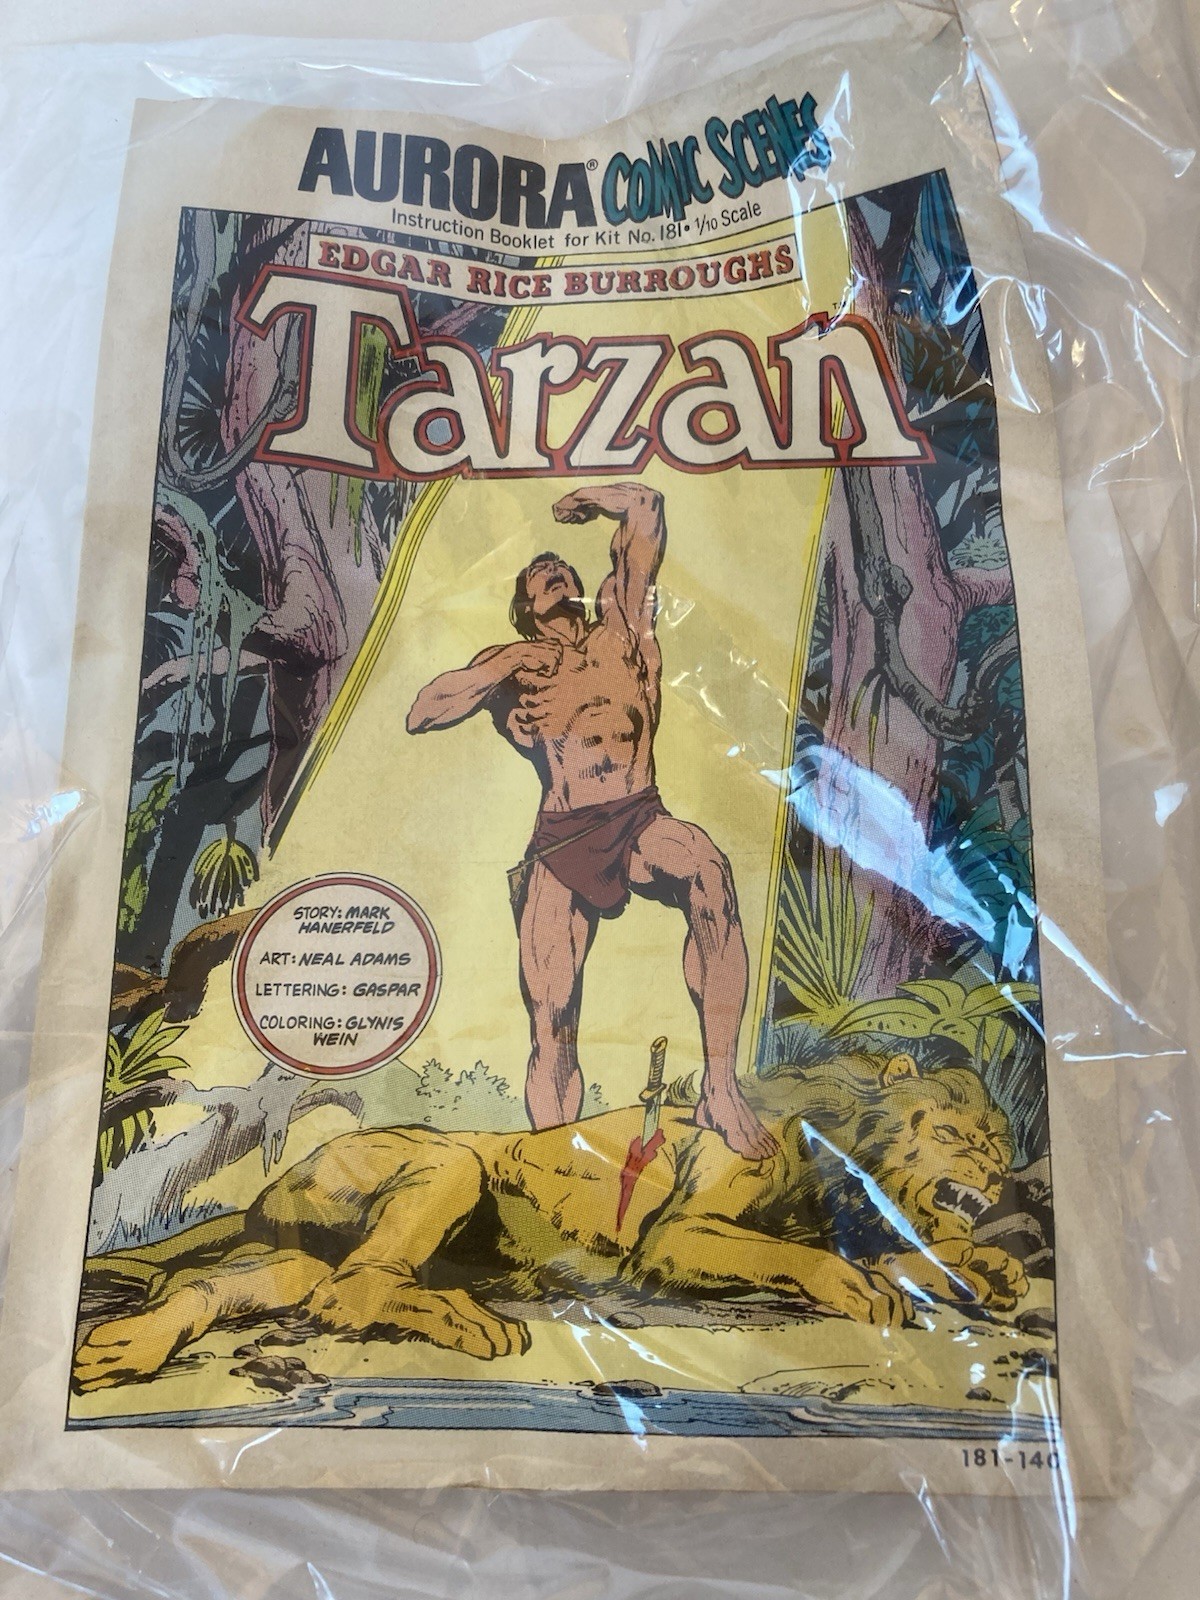 AURORA® COMIC SCENES
Instruction Booklet for Kit No. 181• 1/10 Scale
EDGAR RICE BURROUGHS
Tarzan
STORY: MARK
HANERFELD
ART: NEAL ADAMS
LETTERING: GASPAR
COLORING: GLYNIS
WEIN
181-140